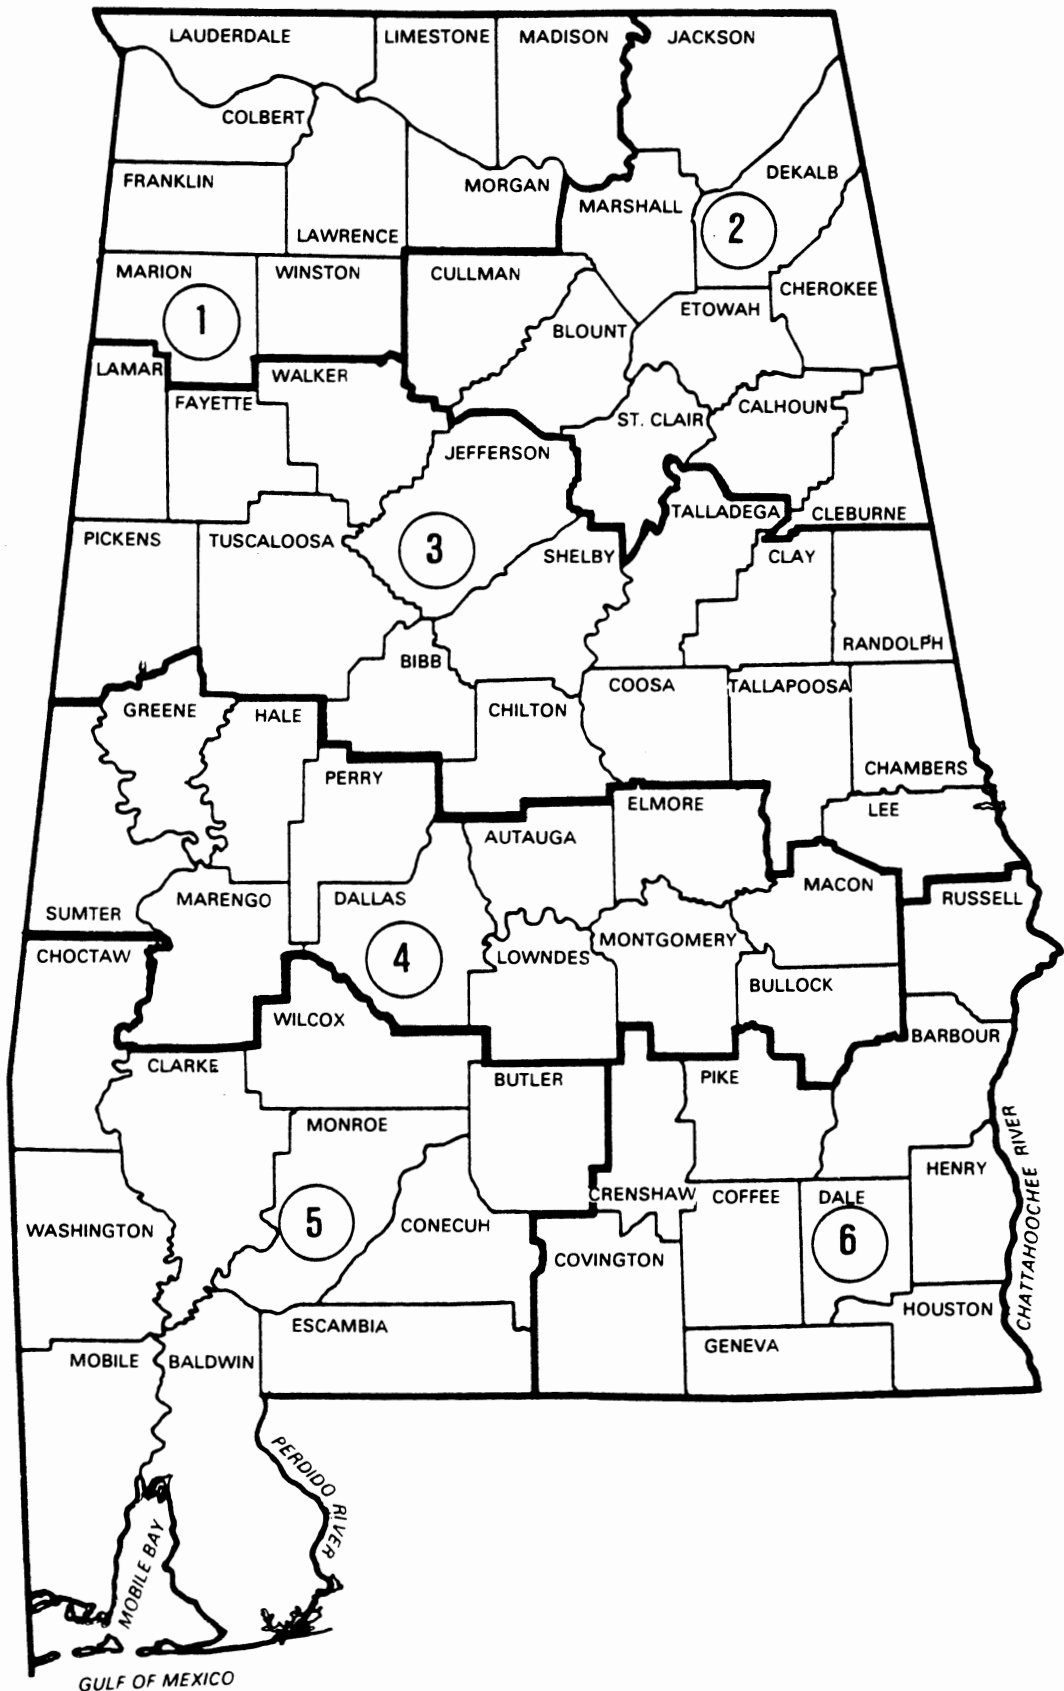 LAUDERDALE
LIMESTONE
MADISON
JACKSON
COLBERT
FRANKLIN
LAWRENCE
MORGAN
MARSHALL
DEKALB
2
MARION
WINSTON
CULLMAN
BLOUNT
ETOWAH
CHEROKEE
1
LAMAR
FAYETTE
WALKER
JEFFERSON
ST. CLAIR
CALHOUN
PICKENS
TUSCALOOSA
3
SHELBY
TALLADEGA
CLEBURNE
CLAY
RANDOLPH
BIBB
GREENE
HALE
CHILTON
COOSA
TALLAPOOSA
PERRY
CHAMBERS
ELMORE
LEE
AUTAUGA
SUMTER
MARENGO
DALLAS
MACON
RUSSELL
CHOCTAW
4
LOWNDES
MONTGOMERY
BULLOCK
WILCOX
BARBOUR
CLARKE
BUTLER
PIKE
MONROE
HENRY
WASHINGTON
5
CONECUH
CRENSHAW
COFFEE
DALE
6
COVINGTON
HOUSTON
CHATTAHOOCHEE RIVER
ESCAMBIA
GENEVA
MOBILE
BALDWIN
PERDIDO RIVER
MOBILE BAY
GULF OF MEXICO